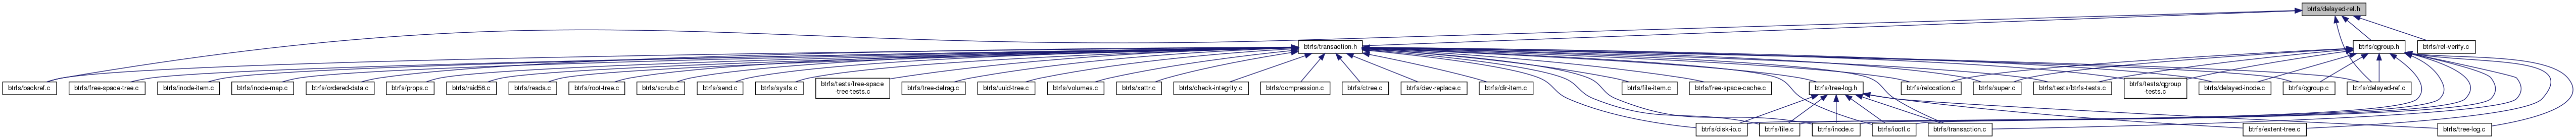 btrfs/delayed-ref.h
btrfs/transaction.h
btrfs/qgroup.h
btrfs/ref-verify.c
btrfs/backref.c
btrfs/free-space-tree.c
btrfs/inode-item.c
btrfs/inode-map.c
btrfs/ordered-data.c
btrfs/props.c
btrfs/raid56.c
btrfs/reada.c
btrfs/root-tree.c
btrfs/scrub.c
btrfs/send.c
btrfs/sysfs.c
btrfs/tests/free-space
-tree-tests.c
btrfs/tree-defrag.c
btrfs/uuid-tree.c
btrfs/volumes.c
btrfs/xattr.c
btrfs/check-integrity.c
btrfs/compression.c
btrfs/ctree.c
btrfs/dev-replace.c
btrfs/dir-item.c
btrfs/file-item.c
btrfs/free-space-cache.c
btrfs/tree-log.h
btrfs/relocation.c
btrfs/super.c
btrfs/tests/btrfs-tests.c
btrfs/tests/qgroup
-tests.c
btrfs/delayed-inode.c
btrfs/qgroup.c
btrfs/delayed-ref.c
btrfs/disk-io.c
btrfs/file.c
btrfs/inode.c
btrfs/ioctl.c
btrfs/transaction.c
btrfs/extent-tree.c
btrfs/tree-log.c